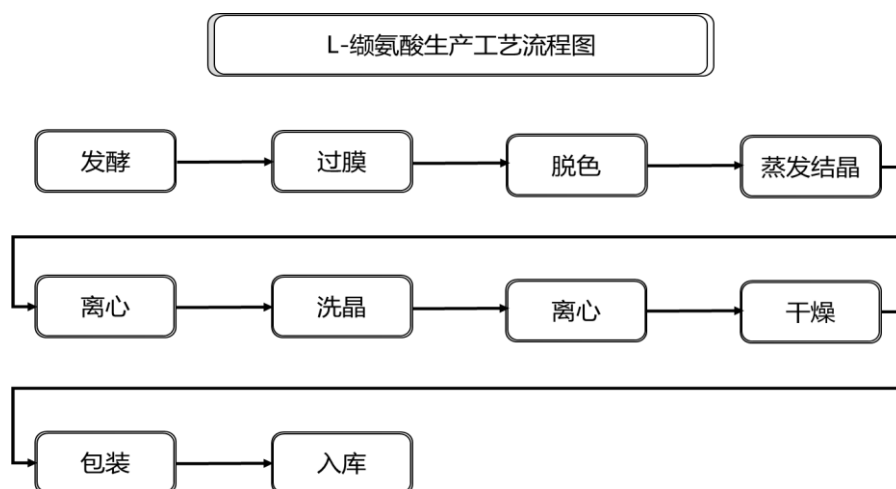 L-缬氨酸生产工艺流程图
发酵
过膜
脱色
蒸发结晶
离心
洗晶
离心
干燥
包装
入库